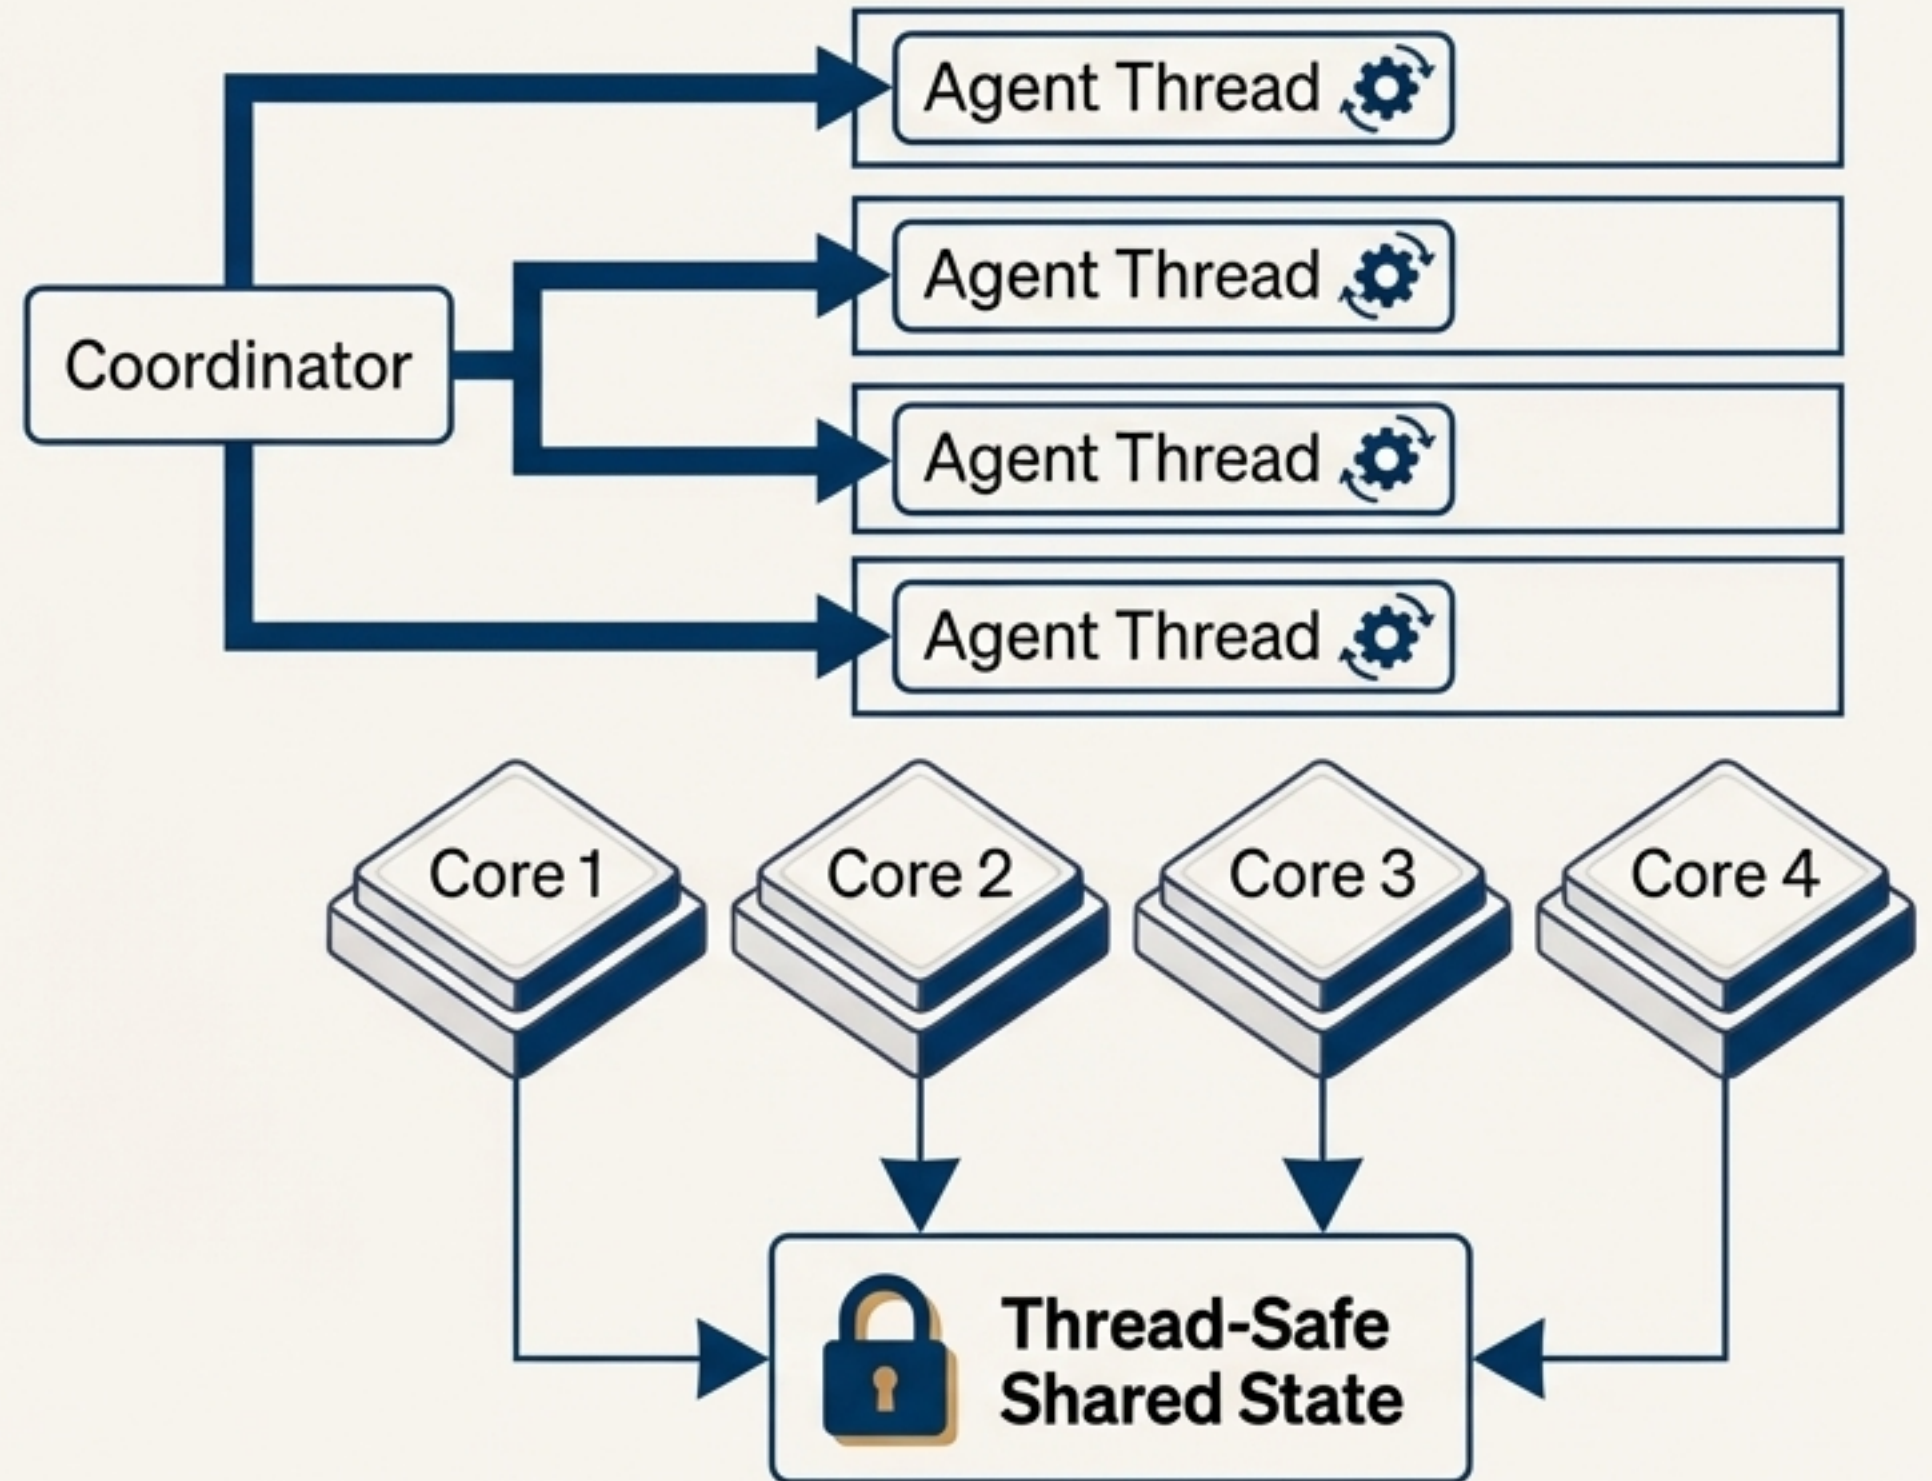 Agent Thread
Agent Thread
Coordinator
Agent Thread
Agent Thread
Core 1
Core 2
Core 3
Core 4
Thread-Safe
Shared State